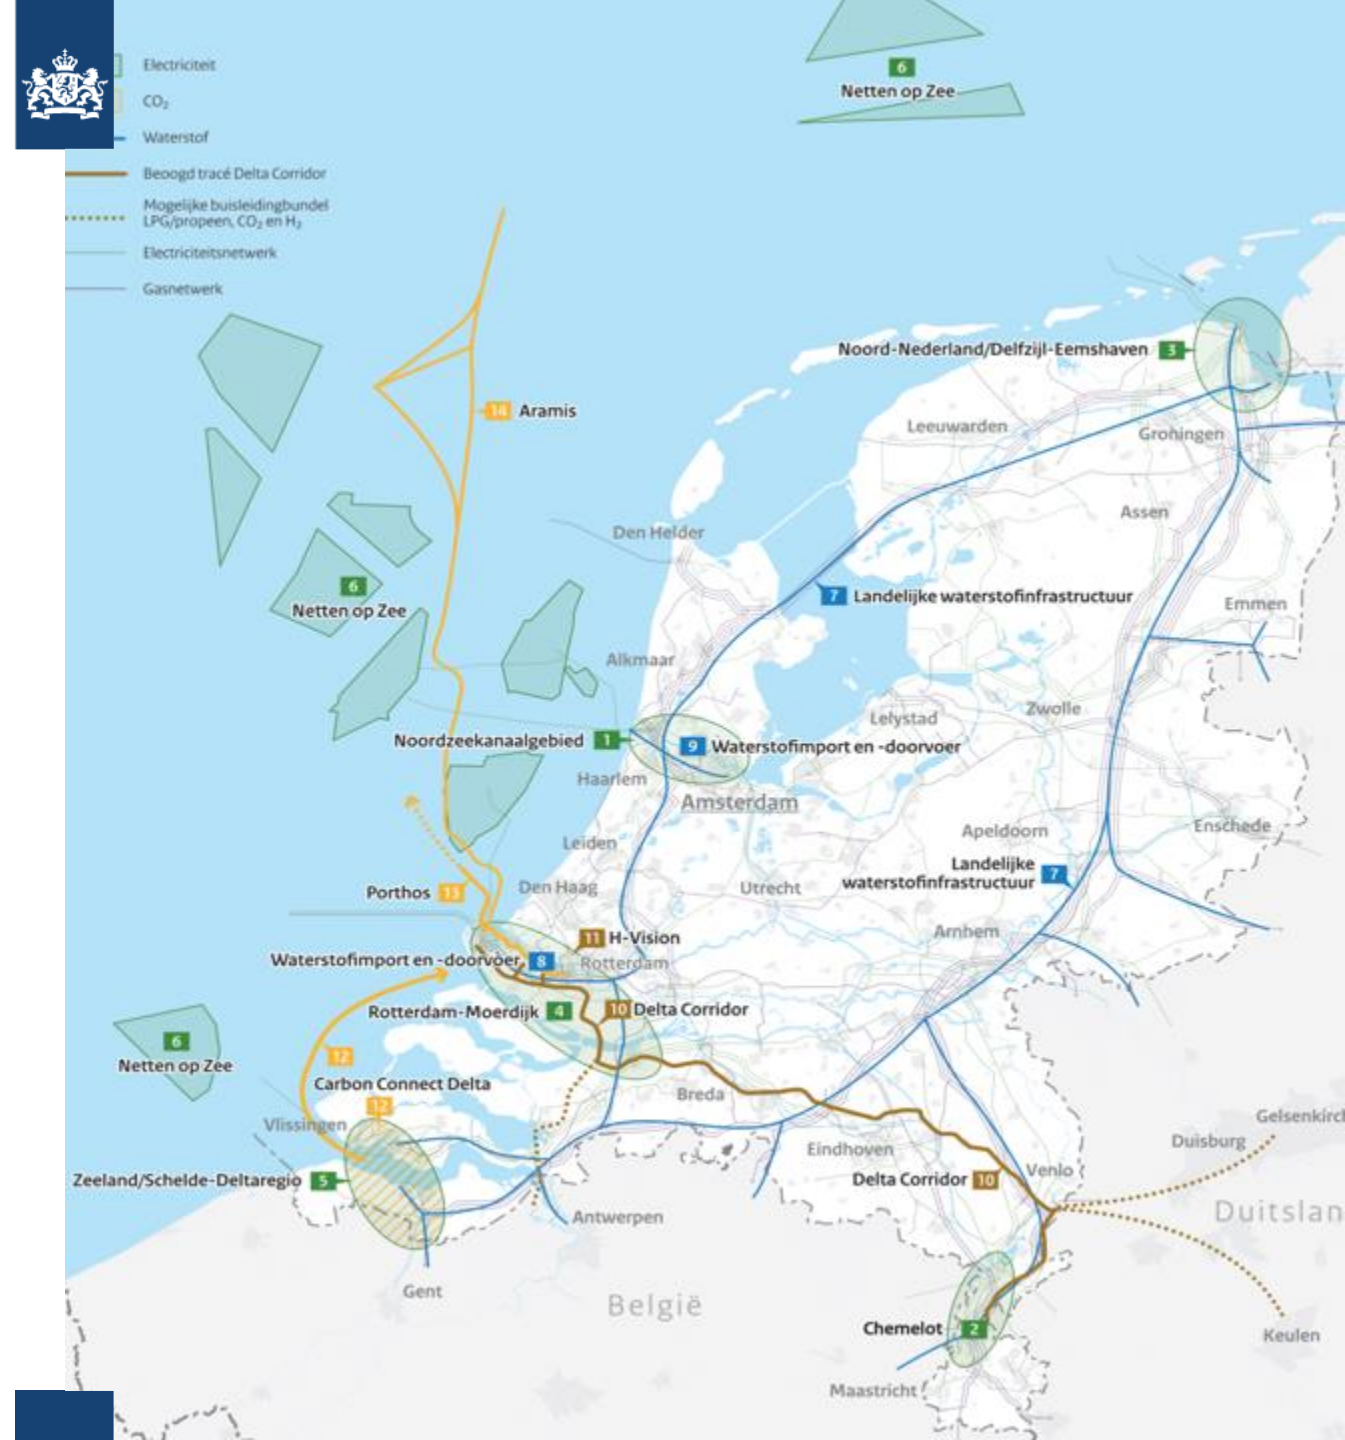 Electriciteit
CO₂
Waterstof
Beoogd tracé Delta Corridor
Mogelijke buisleidingbundel
LPG/propeen, CO₂ en H₂
Electriciteitsnetwerk
Gasnetwerk
6
Netten op Zee
Noord-Nederland/Delfzijl-Eemshaven 3
14 Aramis
Leeuwarden
Groningen
Assen
Den Helder
6
Netten op Zee
7 Landelijke waterstofinfrastructuur
Emmen
Alkmaar
Lelystad
Zwolle
Noordzeekanaalgebied 1
9 Waterstofimport en -doorvoer
Haarlem
Amsterdam
Apeldoorn
Enschede
Leiden
Landelijke
waterstofinfrastructuur 7
Porthos 13
Den Haag
Utrecht
Arnhem
11 H-Vision
Waterstofimport en -doorvoer 8
Rotterdam
Rotterdam-Moerdijk 4
10 Delta Corridor
6
Netten op Zee
12
Carbon Connect Delta
12
Breda
Vlissingen
Gelsenkirch
Duisburg
Eindhoven
Venlo
Zeeland/Schelde-Deltaregio 5
Delta Corridor 10
Antwerpen
Duitslan
Gent
België
Chemelot 2
Keulen
Maastricht